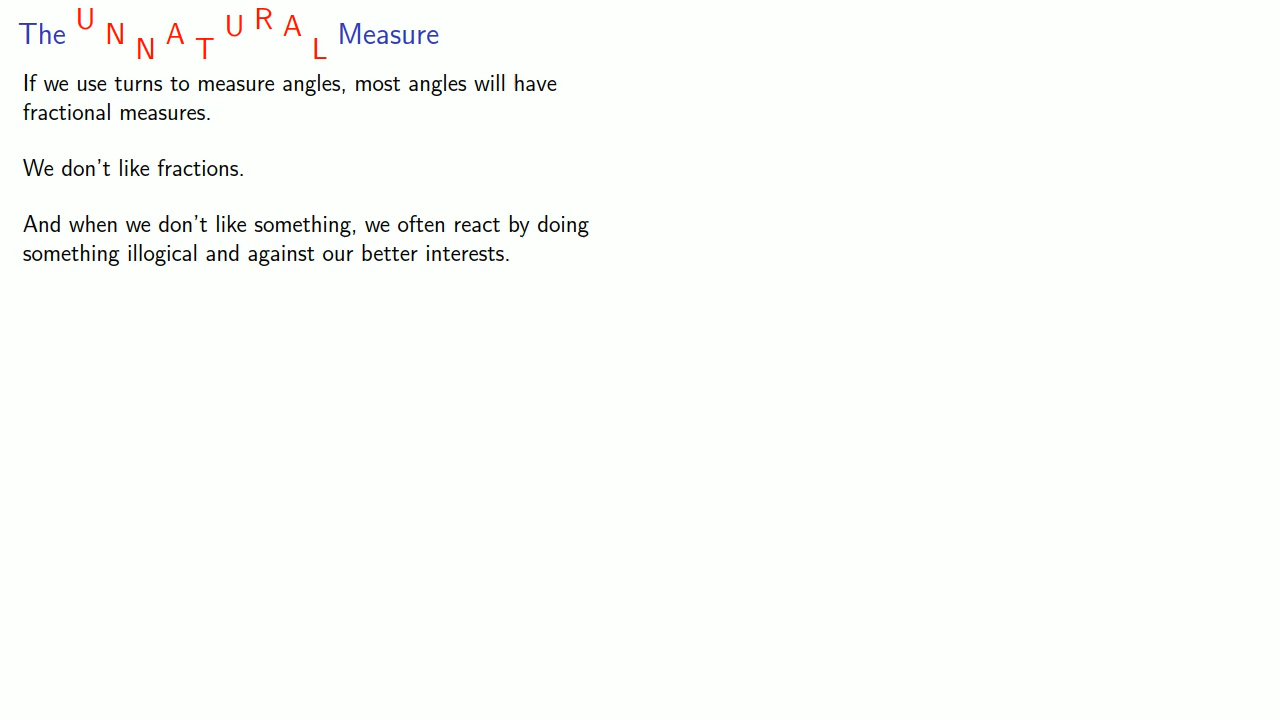 The UNNATURAL Measure
If we use turns to measure angles, most angles will have
fractional measures.
We don't like fractions.
And when we don't like something, we often react by doing
something illogical and against our better interests.